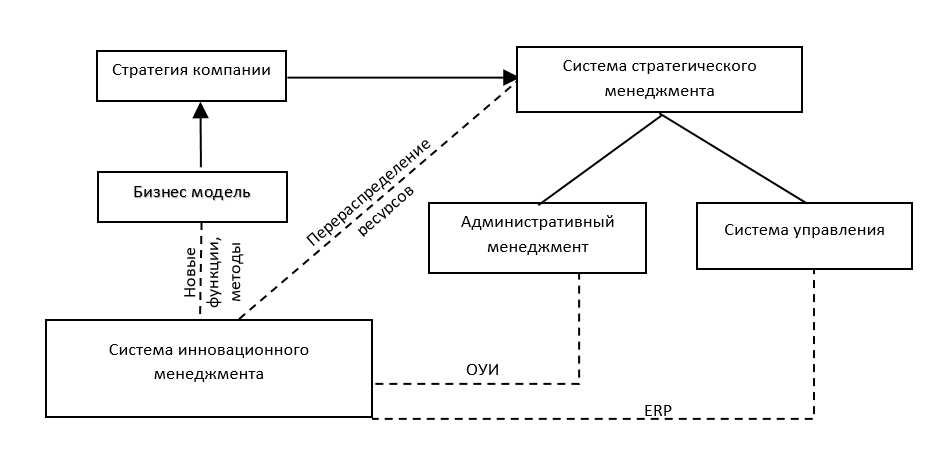 Стратегия компании
Система стратегического
менеджмента
Перераспределение
ресурсов
Бизнес модель
Административный
менеджмент
Система управления
Новые
функции,
методы
Система инновационного
менеджмента
ОУИ
ERP